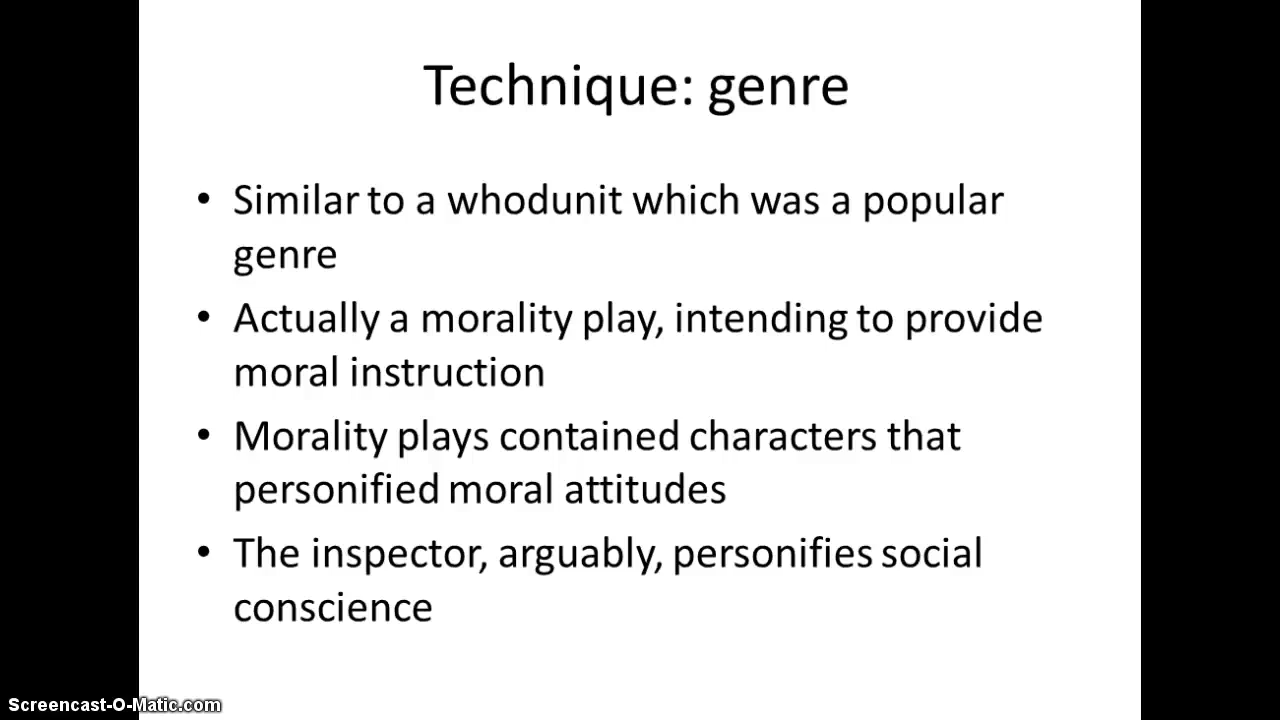 Technique: genre
• Similar to a whodunit which was a popular
genre
• Actually a morality play, intending to provide
moral instruction
• Morality plays contained characters that
personified moral attitudes
• The inspector, arguably, personifies social
conscience
Screencast-O-Matic.com